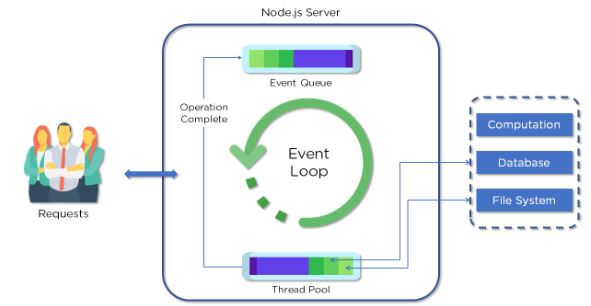 Node.js Server
Event Queue
Operation
Complete
Event
Loop
Requests
Computation
Database
File System
Thread Pool